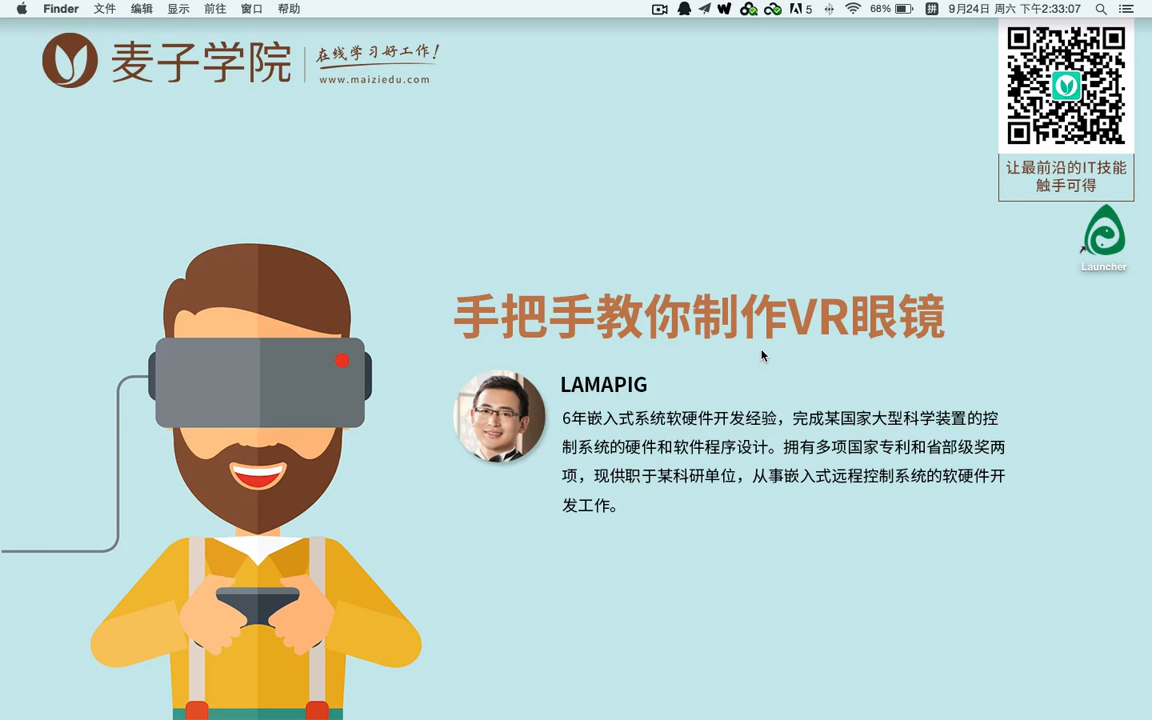 Finder 文件 编辑 显示 前往 窗口 帮助 5 68% 拼 9月24日 周六 下午2:33:07
麦子学院
在线学习好工作!
www.maiziedu.com
让最前沿的IT技能
触手可得
Launcher
手把手教你制作VR眼镜
LAMAPIG
6年嵌入式系统软硬件开发经验，完成某国家大型科学装置的控
制系统的硬件和软件程序设计。拥有多项国家专利和省部级奖两
项，现供职于某科研单位，从事嵌入式远程控制系统的软硬件开
发工作。